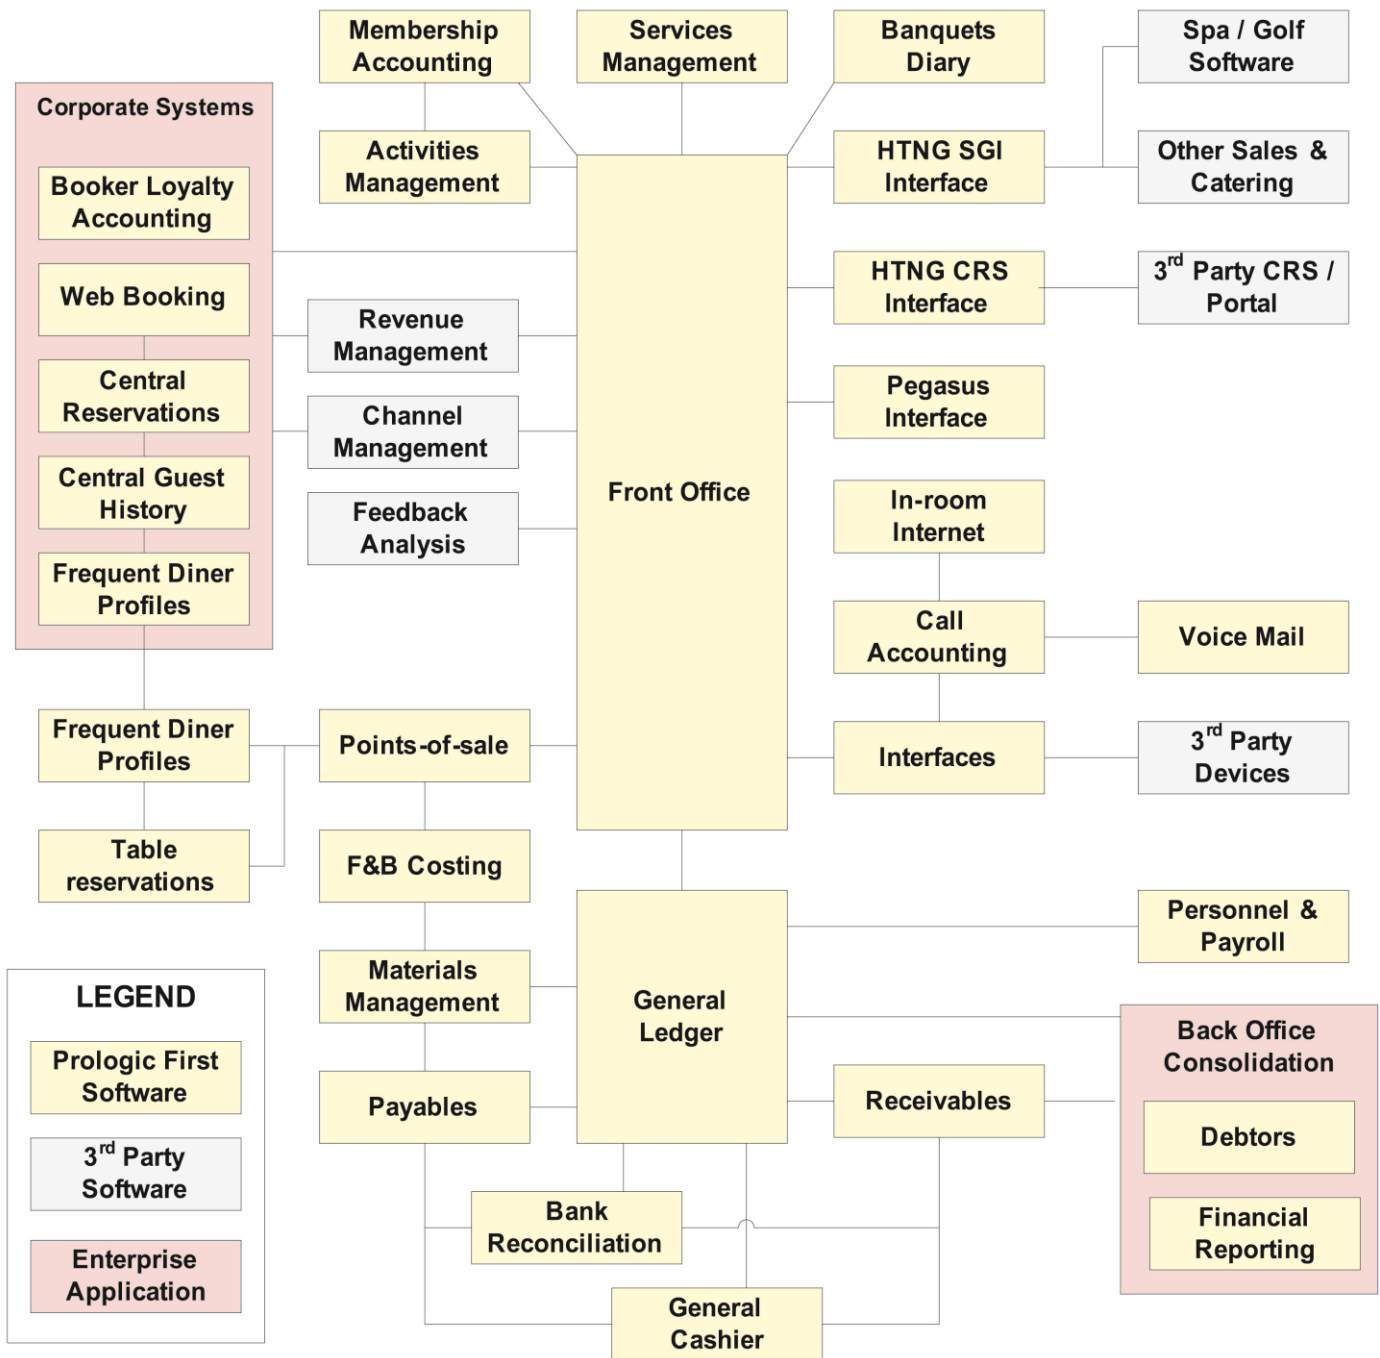 Membership
Accounting
Services
Management
Banquets
Diary
Spa / Golf
Software
Corporate Systems
Activities
Management
HTNG SGI
Interface
Other Sales &
Catering
Booker Loyalty
Accounting
Web Booking
HTNG CRS
Interface
3rd Party CRS /
Portal
Revenue
Management
Central
Reservations
Channel
Management
Pegasus
Interface
Central Guest
History
Feedback
Analysis
Front Office
In-room
Internet
Frequent Diner
Profiles
Call
Accounting
Voice Mail
Frequent Diner
Profiles
Points-of-sale
Interfaces
3rd Party
Devices
Table
reservations
F&B Costing
Personnel &
Payroll
Materials
Management
General
Ledger
LEGEND
Prologic First
Software
3rd Party
Software
Enterprise
Application
Back Office
Consolidation
Payables
Receivables
Debtors
Bank
Reconciliation
Financial
Reporting
General
Cashier